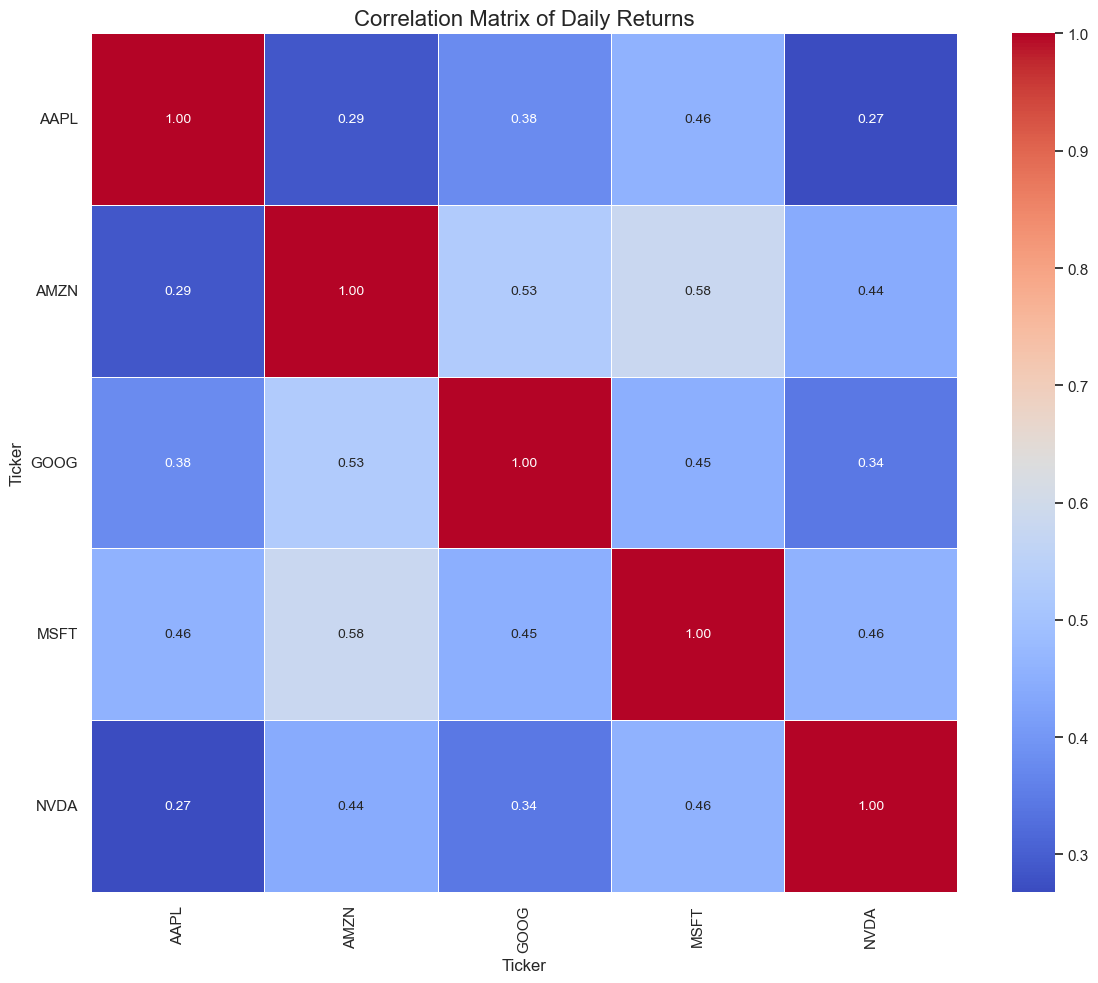 Correlation Matrix of Daily Returns
AAPL 1.00 0.29 0.38 0.46 0.27
AMZN 0.29 1.00 0.53 0.58 0.44
GOOG 0.38 0.53 1.00 0.45 0.34
MSFT 0.46 0.58 0.45 1.00 0.46
NVDA 0.27 0.44 0.34 0.46 1.00
Ticker
AAPL AMZN GOOG MSFT NVDA
Ticker
1.0
0.9
0.8
0.7
0.6
0.5
0.4
0.3